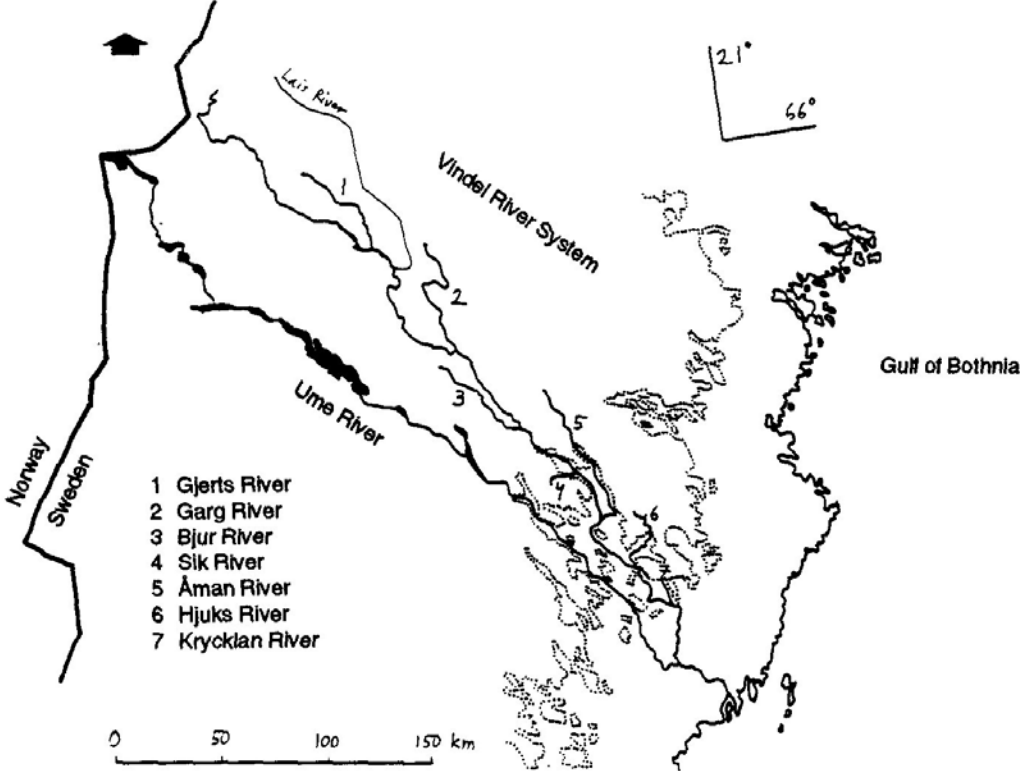 21°
66°
Lais River
Vindel River System
1
2
3
4
5
6
7
Gulf of Bothnia
Ume River
Norway
Sweden
1 Gjerts River
2 Garg River
3 Bjur River
4 Sik River
5 Åman River
6 Hjuks River
7 Krycklan River
0 50 100 150 km